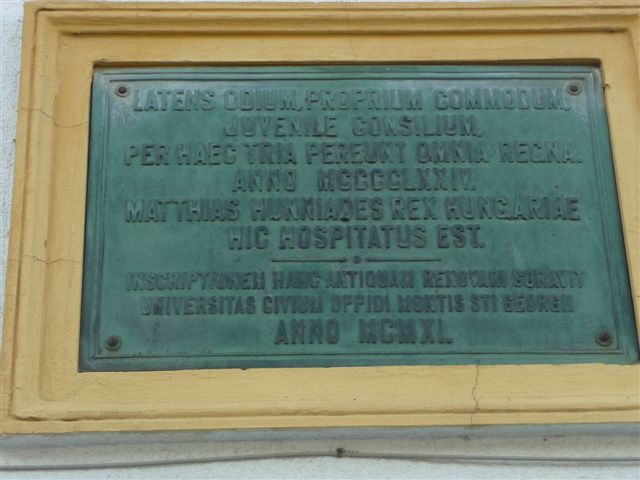 LATENS ODIUM, PROPRIUM COMMODUM,
JUVENILE CONSILIUM,
PER HAEC TRIA PEREUNT OMNIA REGNA.
ANNO MCCCCLXXIV.
MATTHIAS HUNNIADES REX HUNGARIAE
HIC HOSPITATUS EST.
INSCRIPTIONEM HANC ANTIQUAM RENOVARI CURAVIT
UNIVERSITAS CIVIUM OPPIDI MONTIS STI GEORGII
ANNO MCMXI.